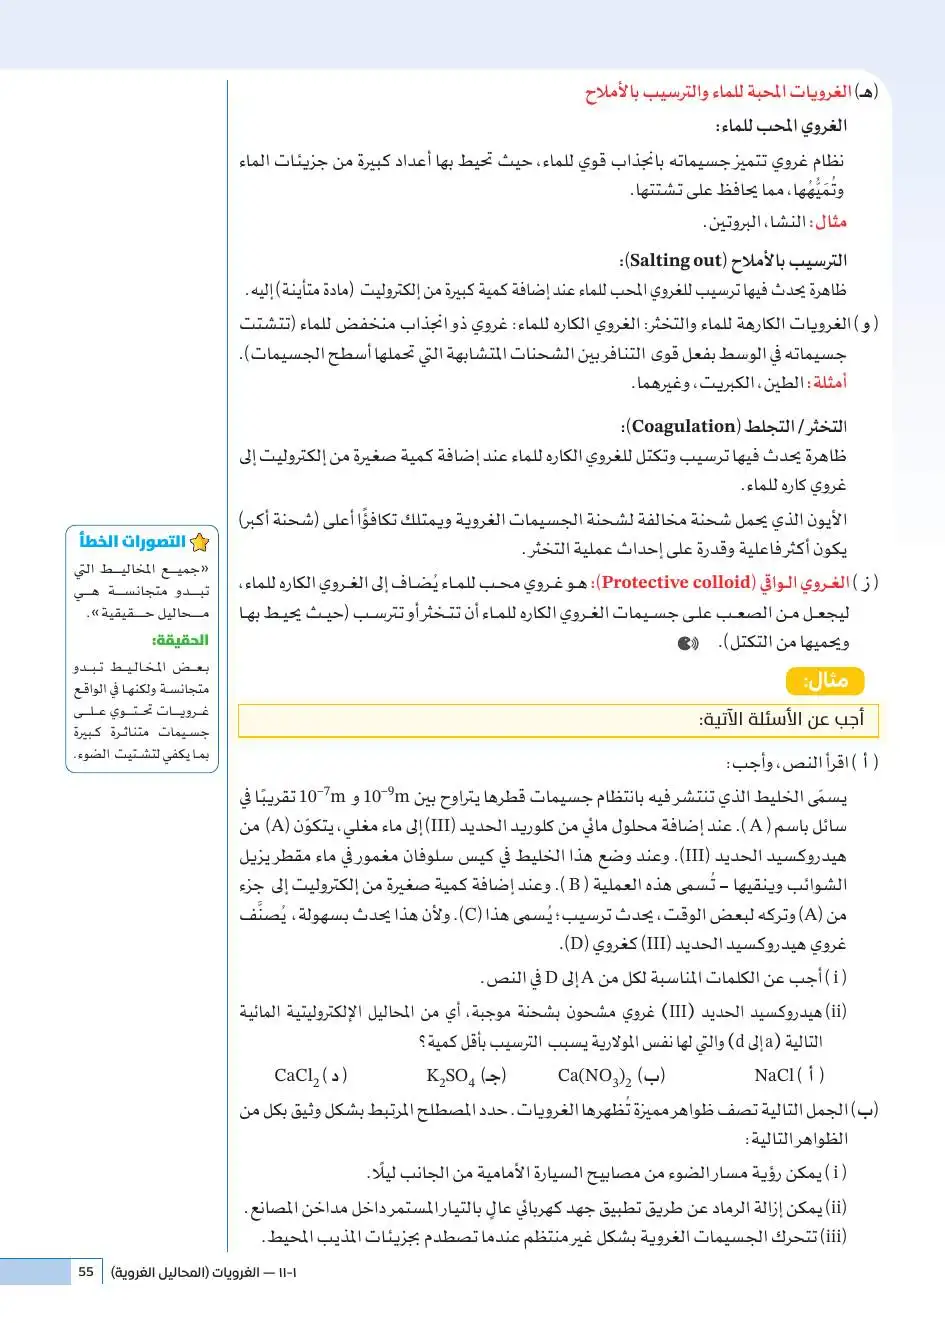 (هـ) الغرويات المحبة للماء والترسيب بالأملاح
الغروي المحب للماء:
نظام غروي تتميز جسيماته بانجذاب قوي للماء، حيث تحيط بها أعداد كبيرة من جزيئات الماء
وتُمَيُّهُها، مما يحافظ على تشتتها.
مثال: النشا، البروتين.
الترسيب بالأملاح (Salting out):
ظاهرة يحدث فيها ترسيب للغروي المحب للماء عند إضافة كمية كبيرة من إلكتروليت (مادة متأينة) إليه.
( و ) الغرويات الكارهة للماء والتخثر: الغروي الكاره للماء: غروي ذو انجذاب منخفض للماء (تتشتت
جسيماته في الوسط بفعل قوى التنافر بين الشحنات المتشابهة التي تحملها أسطح الجسيمات).
أمثلة: الطين، الكبريت، وغيرهما.
التخثر / التجلط (Coagulation):
ظاهرة يحدث فيها ترسيب وتكتل للغروي الكاره للماء عند إضافة كمية صغيرة من إلكتروليت إلى
غروي كاره للماء.
الأيون الذي يحمل شحنة مخالفة لشحنة الجسيمات الغروية ويمتلك تكافؤًا أعلى (شحنة أكبر)
يكون أكثر فاعلية وقدرة على إحداث عملية التخثر.
( ز ) الغروي الواقي (Protective colloid): هو غروي محب للماء يُضاف إلى الغروي الكاره للماء،
ليجعل من الصعب على جسيمات الغروي الكاره للماء أن تتخثر أو تترسب (حيث يحيط بها
ويحميها من التكتل).
مثال:
أجب عن الأسئلة الآتية:
( أ ) اقرأ النص، وأجب:
يسمّى الخليط الذي تنتشر فيه بانتظام جسيمات قطرها يتراوح بين 10⁻⁹m و 10⁻⁷m تقريبًا في
سائل باسم ( A ). عند إضافة محلول مائي من كلوريد الحديد (III) إلى ماء مغلي، يتكوّن (A) من
هيدروكسيد الحديد (III). وعند وضع هذا الخليط في كيس سلوفان مغمور في ماء مقطر يزيل
الشوائب وينقيها – تُسمى هذه العملية ( B ). وعند إضافة كمية صغيرة من إلكتروليت إلى جزء
من (A) وتركه لبعض الوقت، يحدث ترسيب؛ يُسمى هذا (C). ولأن هذا يحدث بسهولة، يُصنَّف
غروي هيدروكسيد الحديد (III) كغروي (D).
( i ) أجب عن الكلمات المناسبة لكل من A إلى D في النص.
(ii) هيدروكسيد الحديد (III) غروي مشحون بشحنة موجبة، أي من المحاليل الإلكتروليتية المائية
التالية (a إلى d) والتي لها نفس المولارية يسبب الترسيب بأقل كمية؟
( أ ) NaCl (ب) Ca(NO₃)₂ (جـ) K₂SO₄ ( د ) CaCl₂
(ب) الجمل التالية تصف ظواهر مميزة تُظهرها الغرويات. حدد المصطلح المرتبط بشكل وثيق بكل من
الظواهر التالية:
( i ) يمكن رؤية مسار الضوء من مصابيح السيارة الأمامية من الجانب ليلًا.
(ii) يمكن إزالة الرماد عن طريق تطبيق جهد كهربائي عالٍ بالتيار المستمر داخل مداخن المصانع.
(iii) تتحرك الجسيمات الغروية بشكل غير منتظم عندما تصطدم بجزيئات المذيب المحيط.
التصورات الخطأ
«جميع المخاليط التي
تبدو متجانسة هي
محاليل حقيقية».
الحقيقة:
بعض المخاليط تبدو
متجانسة ولكنها في الواقع
غرويات تحتوي على
جسيمات متناثرة كبيرة
بما يكفي لتشتيت الضوء.
١-١١ — الغرويات (المحاليل الغروية) 55